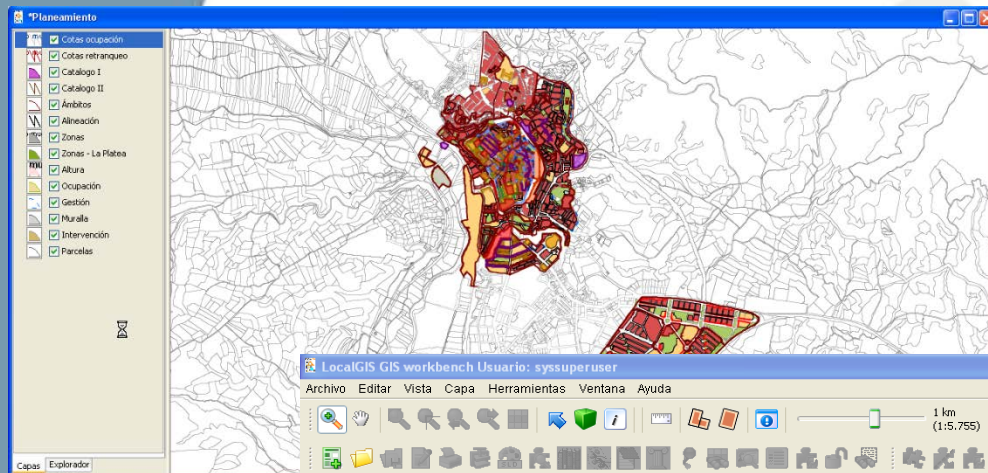 *Planeamiento
Cotas ocupación
Cotas retranqueo
Catalogo I
Catalogo II
Ámbitos
Alineación
Zonas
Zonas - La Platea
Altura
Ocupación
Gestión
Muralla
Intervención
Parcelas
Capas Explorador
LocalGIS GIS workbench Usuario: syssuperuser
Archivo Editar Vista Capa Herramientas Ventana Ayuda
1 km
(1:5.755)